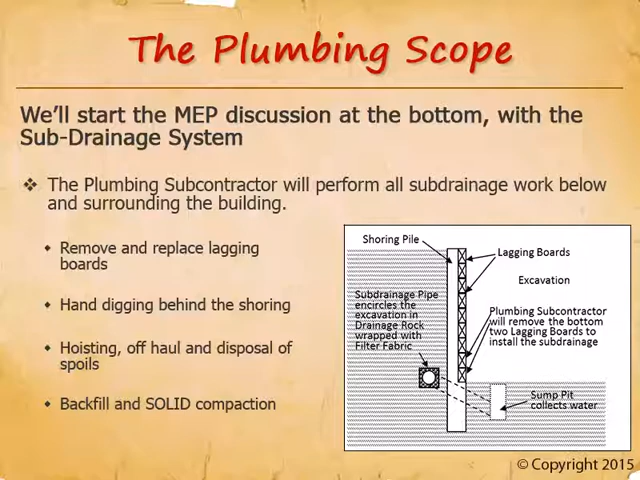 The Plumbing Scope
We'll start the MEP discussion at the bottom, with the
Sub-Drainage System
❖ The Plumbing Subcontractor will perform all subdrainage work below
and surrounding the building.
◆ Remove and replace lagging
boards
◆ Hand digging behind the shoring
◆ Hoisting, off haul and disposal of
spoils
◆ Backfill and SOLID compaction
Shoring Pile
Lagging Boards
Excavation
Subdrainage Pipe
encircles the
excavation in
Drainage Rock
wrapped with
Filter Fabric
Plumbing Subcontractor
will remove the bottom
two Lagging Boards to
install the subdrainage
Sump Pit
collects water
© Copyright 2015